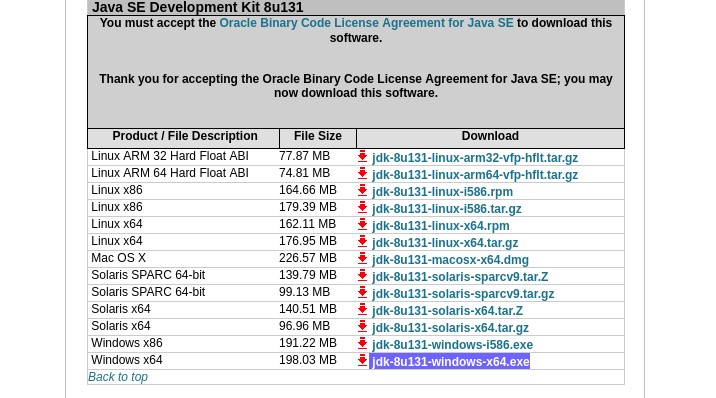 Java SE Development Kit 8u131
You must accept the Oracle Binary Code License Agreement for Java SE to download this
software.
Thank you for accepting the Oracle Binary Code License Agreement for Java SE; you may
now download this software.
Product / File Description File Size Download
Linux ARM 32 Hard Float ABI 77.87 MB jdk-8u131-linux-arm32-vfp-hflt.tar.gz
Linux ARM 64 Hard Float ABI 74.81 MB jdk-8u131-linux-arm64-vfp-hflt.tar.gz
Linux x86 164.66 MB jdk-8u131-linux-i586.rpm
Linux x86 179.39 MB jdk-8u131-linux-i586.tar.gz
Linux x64 162.11 MB jdk-8u131-linux-x64.rpm
Linux x64 176.95 MB jdk-8u131-linux-x64.tar.gz
Mac OS X 226.57 MB jdk-8u131-macosx-x64.dmg
Solaris SPARC 64-bit 139.79 MB jdk-8u131-solaris-sparcv9.tar.Z
Solaris SPARC 64-bit 99.13 MB jdk-8u131-solaris-sparcv9.tar.gz
Solaris x64 140.51 MB jdk-8u131-solaris-x64.tar.Z
Solaris x64 96.96 MB jdk-8u131-solaris-x64.tar.gz
Windows x86 191.22 MB jdk-8u131-windows-i586.exe
Windows x64 198.03 MB jdk-8u131-windows-x64.exe
Back to top